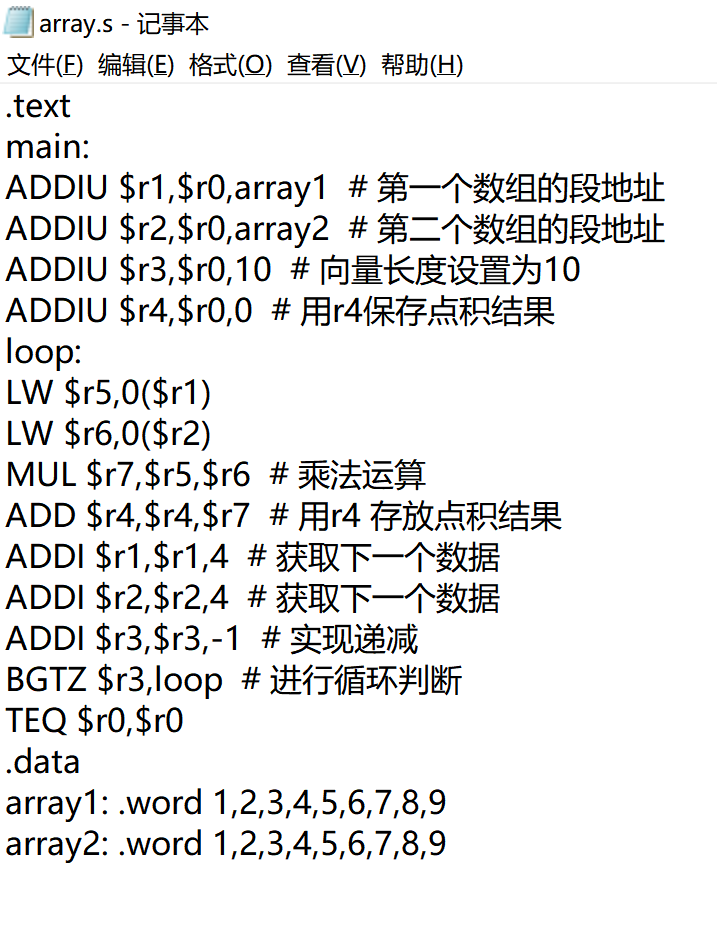 array.s - 记事本
文件(F) 编辑(E) 格式(O) 查看(V) 帮助(H)
.text
main:
ADDIU $r1,$r0,array1  # 第一个数组的段地址
ADDIU $r2,$r0,array2  # 第二个数组的段地址
ADDIU $r3,$r0,10  # 向量长度设置为10
ADDIU $r4,$r0,0  # 用r4保存点积结果
loop:
LW $r5,0($r1)
LW $r6,0($r2)
MUL $r7,$r5,$r6  # 乘法运算
ADD $r4,$r4,$r7  # 用r4 存放点积结果
ADDI $r1,$r1,4  # 获取下一个数据
ADDI $r2,$r2,4  # 获取下一个数据
ADDI $r3,$r3,-1  # 实现递减
BGTZ $r3,loop  # 进行循环判断
TEQ $r0,$r0
.data
array1: .word 1,2,3,4,5,6,7,8,9
array2: .word 1,2,3,4,5,6,7,8,9